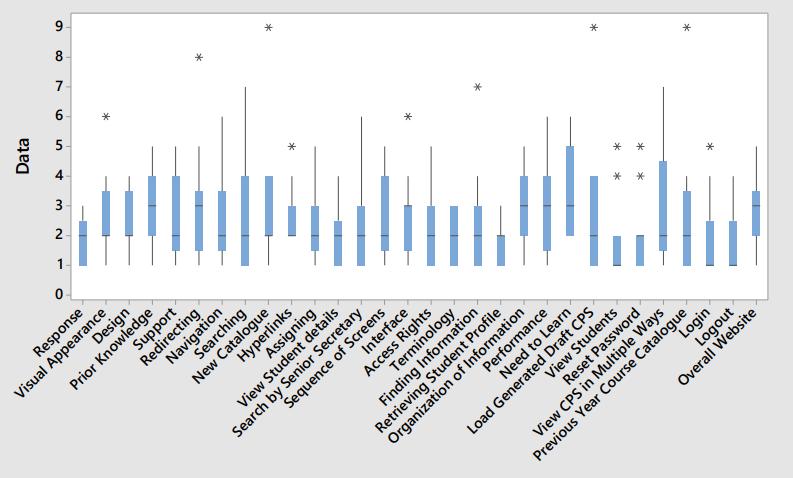 Data
9
8
7
6
5
4
3
2
1
0
Response
Visual Appearance
Design
Prior Knowledge
Support
Redirecting
Navigation
Searching
New Catalogue
Hyperlinks
Assigning
View Student details
Search by Senior Secretary
Sequence of Screens
Interface
Access Rights
Terminology
Finding Information
Retrieving Student Profile
Organization of Information
Performance
Need to Learn
Load Generated Draft CPS
View Students
Reset Password
View CPS in Multiple Ways
Previous Year Course Catalogue
Login
Logout
Overall Website